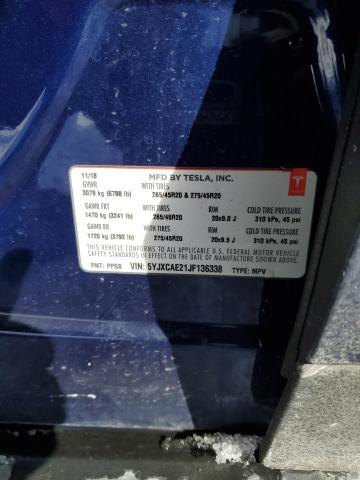 11/18 MFD BY TESLA, INC.
GVWR WITH TIRES
3079 kg (6788 lb) 265/45R20 & 275/45R20
GAWR FRT WITH TIRES RIM COLD TIRE PRESSURE
1470 kg (3241 lb) 265/45R20 20x9.0 J 310 kPa, 45 psi
GAWR RR WITH TIRES RIM COLD TIRE PRESSURE
1720 kg (3792 lb) 275/45R20 20x9.5 J 310 kPa, 45 psi
THIS VEHICLE CONFORMS TO ALL APPLICABLE U.S. FEDERAL MOTOR VEHICLE
SAFETY STANDARDS IN EFFECT ON THE DATE OF MANUFACTURE SHOWN ABOVE.
PNT: PPSB VIN: 5YJXCAE21JF136338 TYPE: MPV